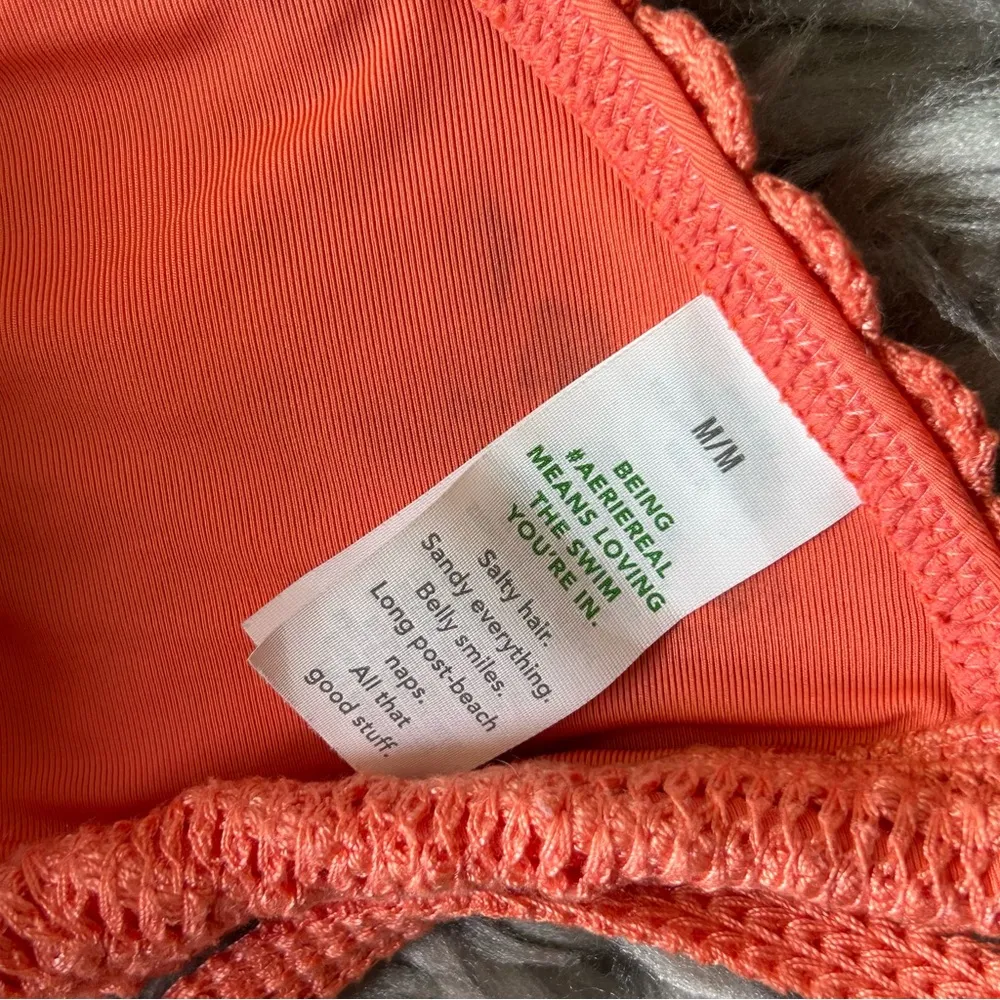 M/M
BEING
#AERIEREAL
MEANS LOVING
THE SWIM
YOU'RE IN.
Salty hair.
Sandy everything.
Belly smiles.
Long post-beach
naps.
All that
good stuff.